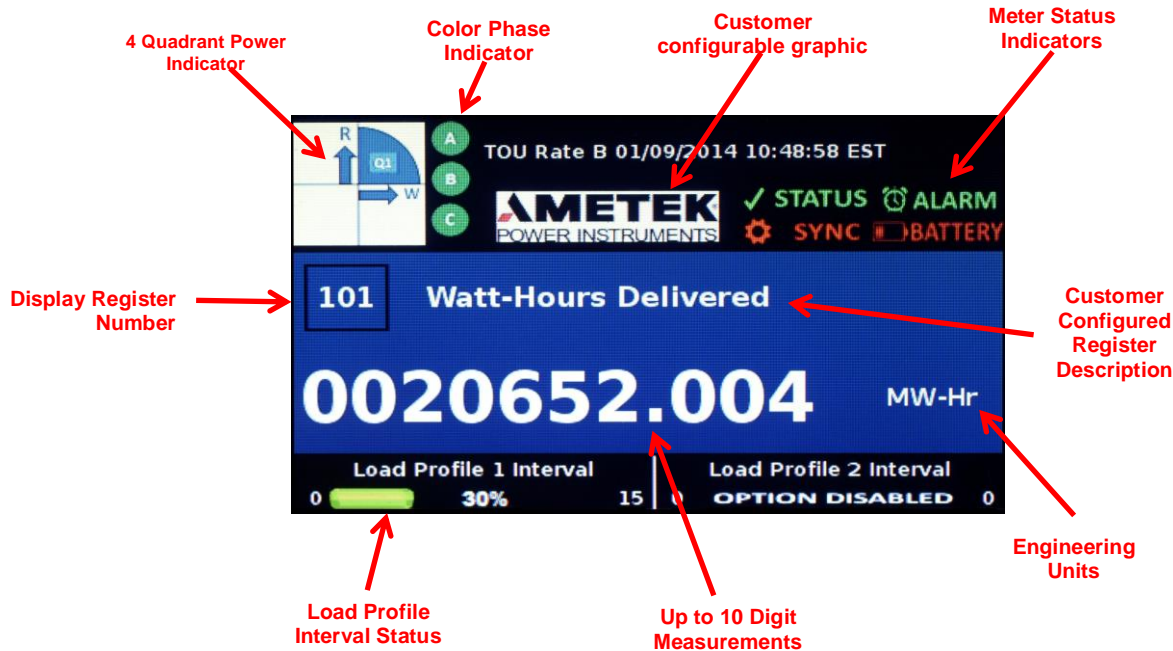 4 Quadrant Power
Indicator
Color Phase
Indicator
Customer
configurable graphic
Meter Status
Indicators
R
Q1
W
A
B
C
TOU Rate B 01/09/2014 10:48:58 EST
AMETEK
POWER INSTRUMENTS
STATUS ALARM
SYNC BATTERY
Display Register
Number
101 Watt-Hours Delivered
Customer
Configured
Register
Description
0020652.004 MW-Hr
Load Profile 1 Interval
0 30% 15
Load Profile 2 Interval
0 OPTION DISABLED 0
Engineering
Units
Load Profile
Interval Status
Up to 10 Digit
Measurements